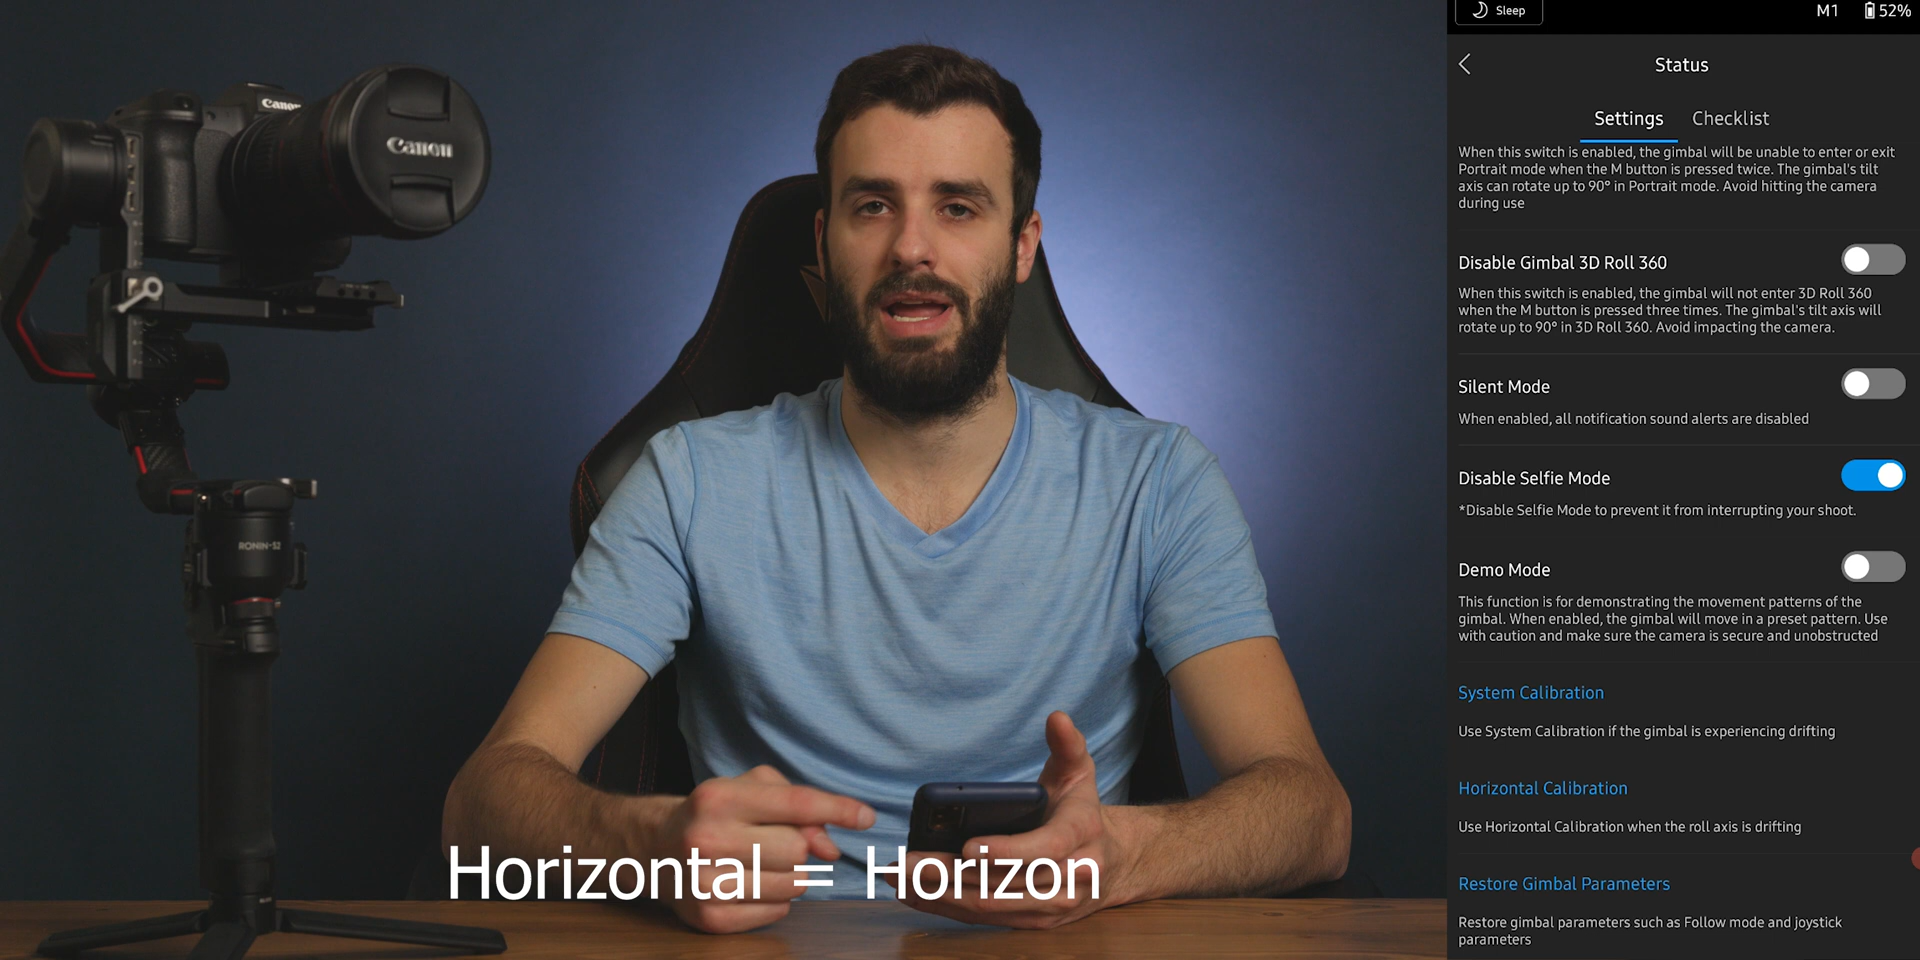 Canon
Canon
RONIN-S2
Horizontal = Horizon
Sleep
M1
52%
Status
Settings
Checklist
When this switch is enabled, the gimbal will be unable to enter or exit
Portrait mode when the M button is pressed twice. The gimbal's tilt
axis can rotate up to 90° in Portrait mode. Avoid hitting the camera
during use
Disable Gimbal 3D Roll 360
When this switch is enabled, the gimbal will not enter 3D Roll 360
when the M button is pressed three times. The gimbal's tilt axis will
rotate up to 90° in 3D Roll 360. Avoid impacting the camera.
Silent Mode
When enabled, all notification sound alerts are disabled
Disable Selfie Mode
*Disable Selfie Mode to prevent it from interrupting your shoot.
Demo Mode
This function is for demonstrating the movement patterns of the
gimbal. When enabled, the gimbal will move in a preset pattern. Use
with caution and make sure the camera is secure and unobstructed
System Calibration
Use System Calibration if the gimbal is experiencing drifting
Horizontal Calibration
Use Horizontal Calibration when the roll axis is drifting
Restore Gimbal Parameters
Restore gimbal parameters such as Follow mode and joystick
parameters